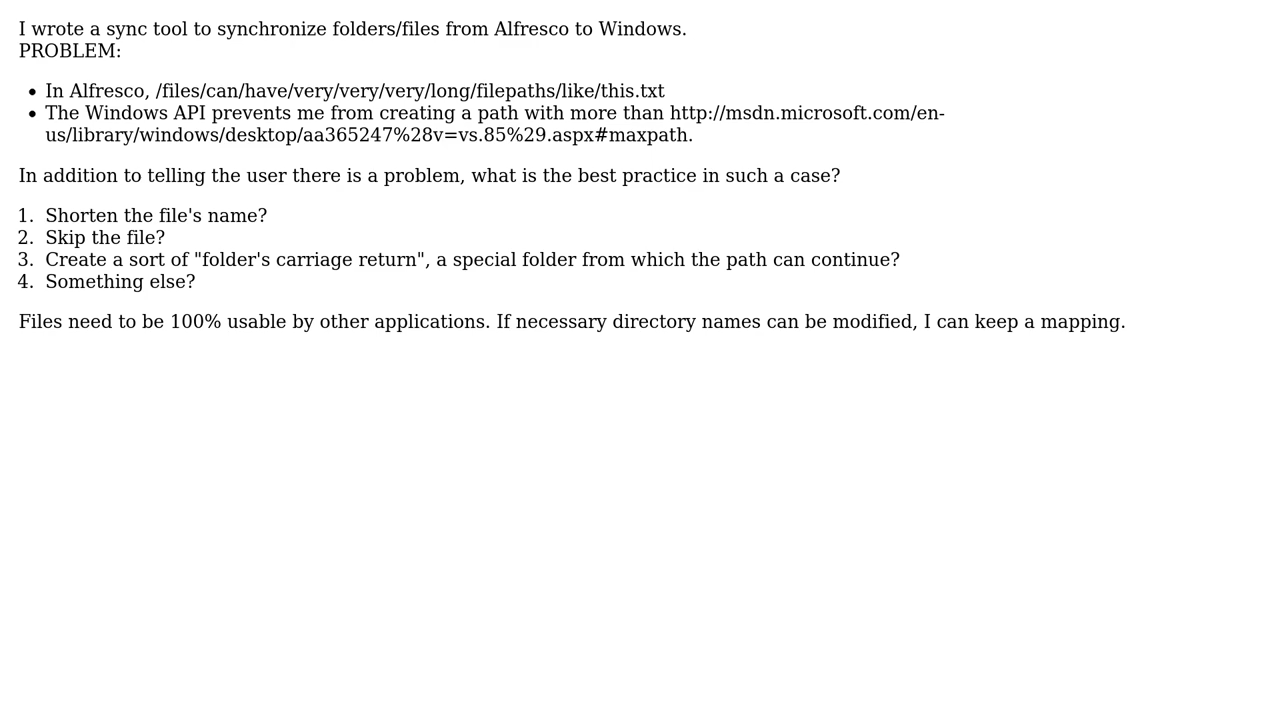 I wrote a sync tool to synchronize folders/files from Alfresco to Windows.
PROBLEM:
• In Alfresco, /files/can/have/very/very/very/long/filepaths/like/this.txt
• The Windows API prevents me from creating a path with more than http://msdn.microsoft.com/en-
us/library/windows/desktop/aa365247%28v=vs.85%29.aspx#maxpath.
In addition to telling the user there is a problem, what is the best practice in such a case?
1. Shorten the file's name?
2. Skip the file?
3. Create a sort of "folder's carriage return", a special folder from which the path can continue?
4. Something else?
Files need to be 100% usable by other applications. If necessary directory names can be modified, I can keep a mapping.